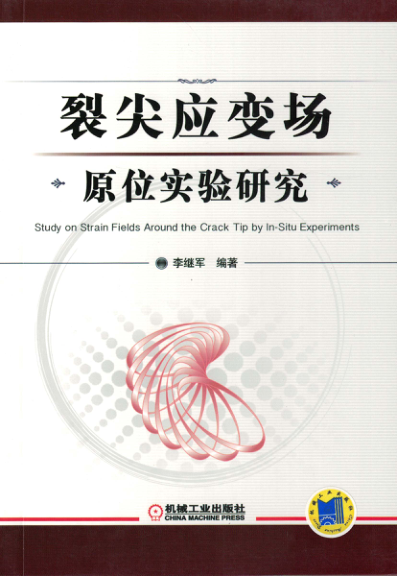 裂尖应变场
原位实验研究
Study on Strain Fields Around the Crack Tip by In-Situ Experiments
李继军 编著
机械工业出版社
CHINA MACHINE PRESS